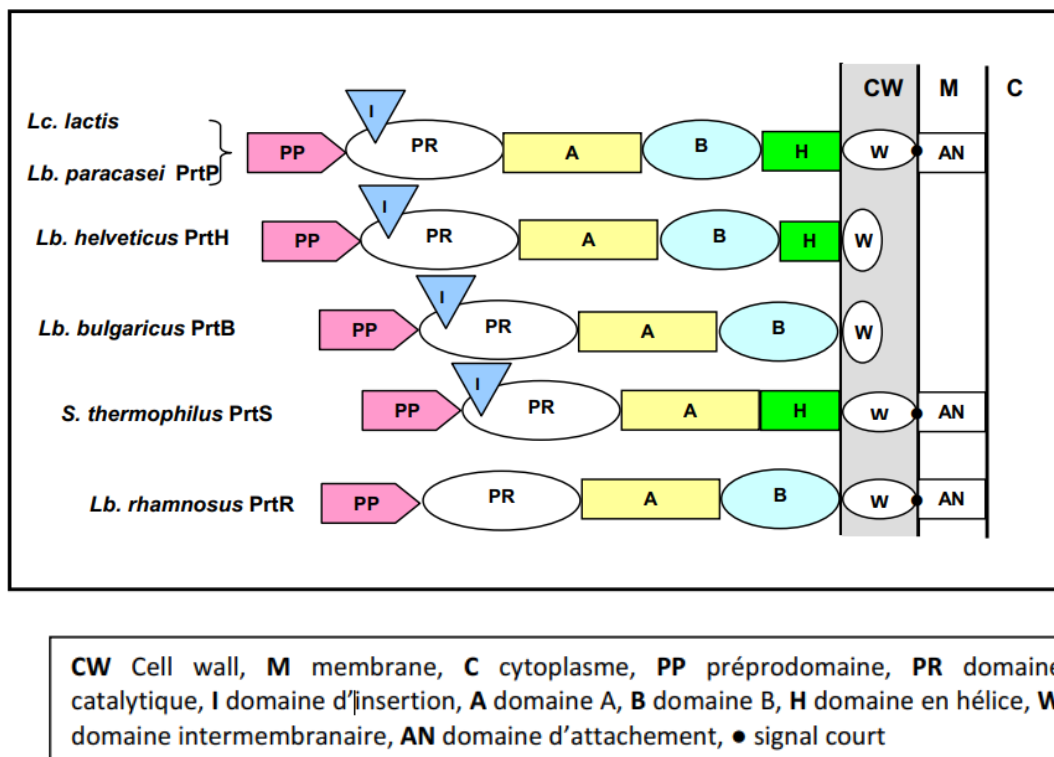 CW M C
I
Lc. lactis
PP PR A B H W AN
Lb. paracasei PrtP
I
Lb. helveticus PrtH PP PR A B H W
I
Lb. bulgaricus PrtB PP PR A B W
I
S. thermophilus PrtS PP PR A H W AN
Lb. rhamnosus PrtR PP PR A B W AN
CW Cell wall, M membrane, C cytoplasme, PP préprodomaine, PR domaine
catalytique, I domaine d'insertion, A domaine A, B domaine B, H domaine en hélice, W
domaine intermembranaire, AN domaine d'attachement, ● signal court